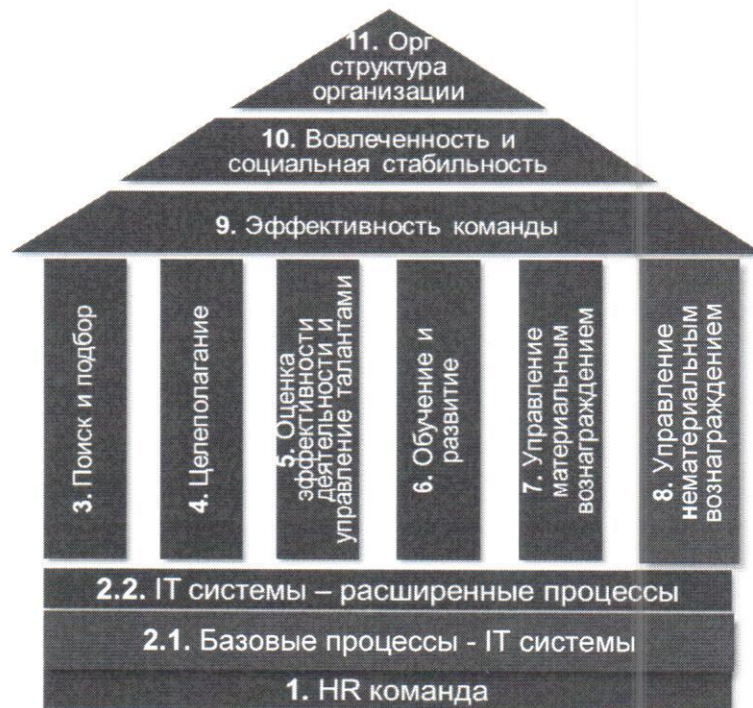 11. Орг
структура
организации
10. Вовлеченность и
социальная стабильность
9. Эффективность команды
3. Поиск и подбор
4. Целеполагание
5. Оценка
эффективности
деятельности и
управление талантами
6. Обучение и
развитие
7. Управление
материальным
вознаграждением
8. Управление
нематериальным
вознаграждением
2.2. IT системы – расширенные процессы
2.1. Базовые процессы - IT системы
1. HR команда